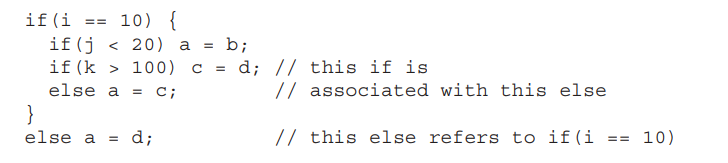 if(i == 10) {
  if(j < 20) a = b;
  if(k > 100) c = d; // this if is
  else a = c;        // associated with this else
}
else a = d;          // this else refers to if(i == 10)